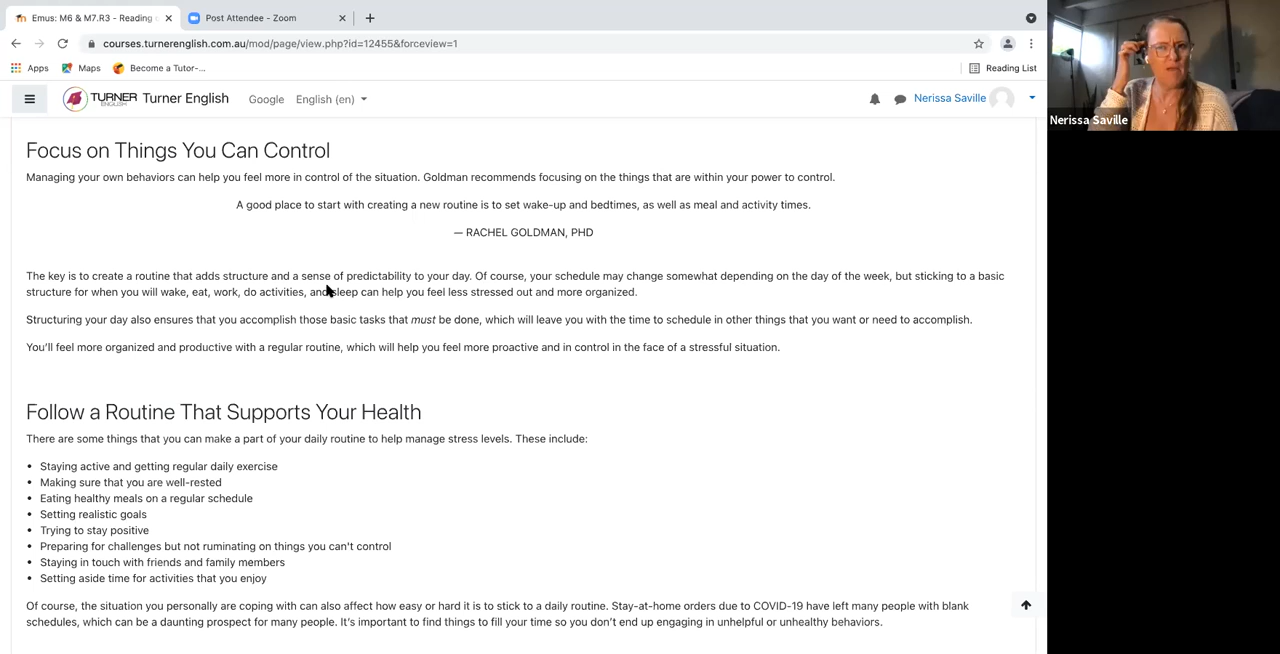 Emus: M6 & M7.R3 - Reading
Post Attendee - Zoom
courses.turnerenglish.com.au/mod/page/view.php?id=12455&forceview=1
Apps
Maps
Become a Tutor-...
Reading List
TURNER
ENGLISH
Turner English
Google
English (en)
Nerissa Saville
Nerissa Saville
Focus on Things You Can Control
Managing your own behaviors can help you feel more in control of the situation. Goldman recommends focusing on the things that are within your power to control.
A good place to start with creating a new routine is to set wake-up and bedtimes, as well as meal and activity times.
— RACHEL GOLDMAN, PHD
The key is to create a routine that adds structure and a sense of predictability to your day. Of course, your schedule may change somewhat depending on the day of the week, but sticking to a basic
structure for when you will wake, eat, work, do activities, and sleep can help you feel less stressed out and more organized.
Structuring your day also ensures that you accomplish those basic tasks that must be done, which will leave you with the time to schedule in other things that you want or need to accomplish.
You'll feel more organized and productive with a regular routine, which will help you feel more proactive and in control in the face of a stressful situation.
Follow a Routine That Supports Your Health
There are some things that you can make a part of your daily routine to help manage stress levels. These include:
• Staying active and getting regular daily exercise
• Making sure that you are well-rested
• Eating healthy meals on a regular schedule
• Setting realistic goals
• Trying to stay positive
• Preparing for challenges but not ruminating on things you can't control
• Staying in touch with friends and family members
• Setting aside time for activities that you enjoy
Of course, the situation you personally are coping with can also affect how easy or hard it is to stick to a daily routine. Stay-at-home orders due to COVID-19 have left many people with blank
schedules, which can be a daunting prospect for many people. It's important to find things to fill your time so you don't end up engaging in unhelpful or unhealthy behaviors.